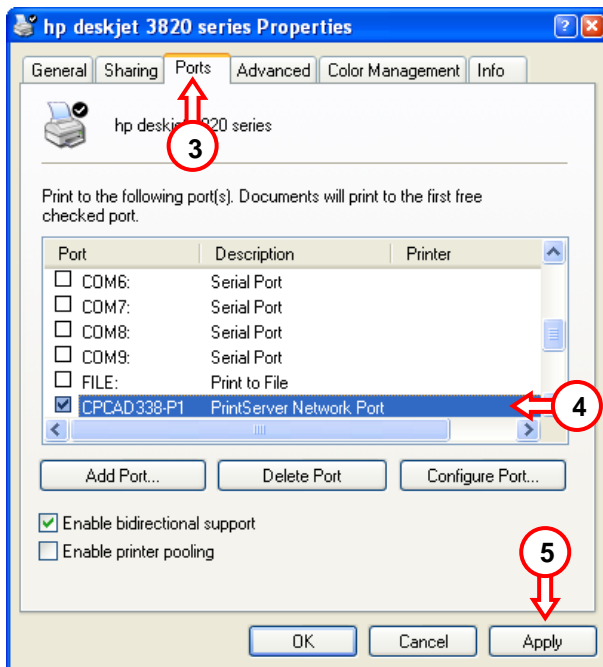 hp deskjet 3820 series Properties
General Sharing Ports Advanced Color Management Info
3
hp deskjet 3820 series
Print to the following port(s). Documents will print to the first free
checked port.
Port Description Printer
COM6: Serial Port
COM7: Serial Port
COM8: Serial Port
COM9: Serial Port
FILE: Print to File
CPCAD338-P1 PrintServer Network Port 4
Add Port... Delete Port Configure Port...
Enable bidirectional support
Enable printer pooling
5
OK Cancel Apply